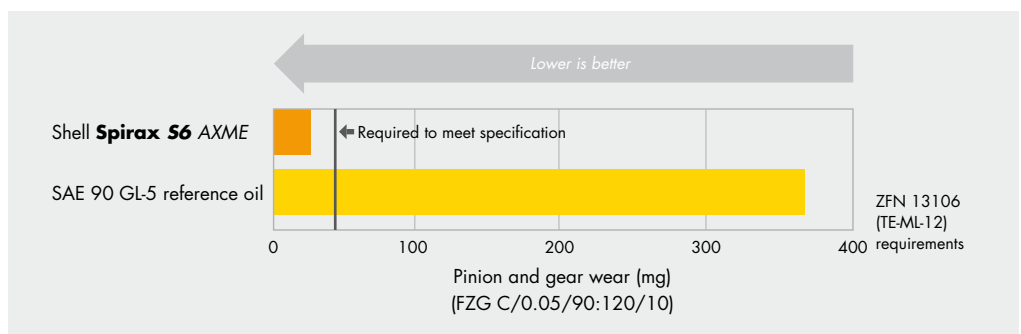 Lower is better
Shell Spirax S6 AXME
Required to meet specification
SAE 90 GL-5 reference oil
ZFN 13106
(TE-ML-12)
requirements
0 100 200 300 400
Pinion and gear wear (mg)
(FZG C/0.05/90:120/10)